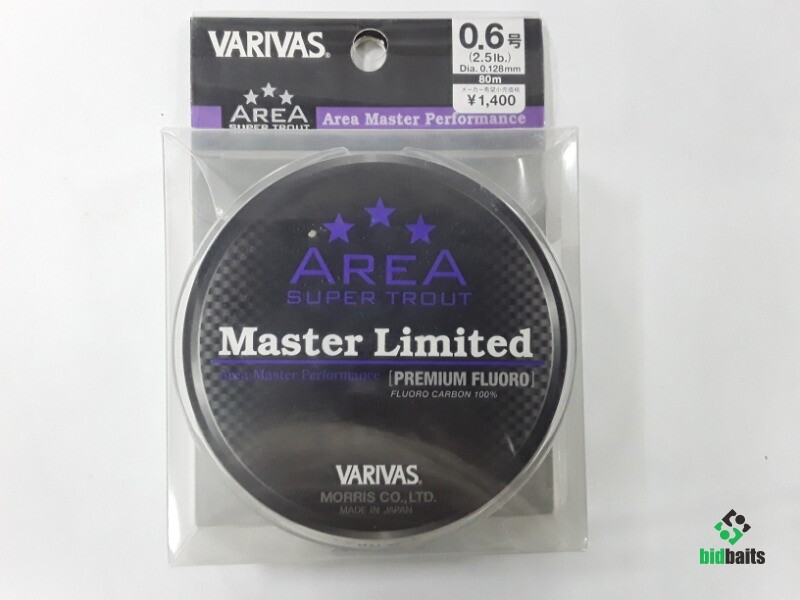 VARIVAS®
0.6号
(2.5lb.)
Dia. 0.128mm
80m
メーカー希望小売価格
¥1,400
AREA
SUPER TROUT
Area Master Performance
AREA
SUPER TROUT
Master Limited
Area Master Performance [PREMIUM FLUORO]
FLUORO CARBON 100%
VARIVAS®
MORRIS CO.,LTD.
MADE IN JAPAN
bidbaits